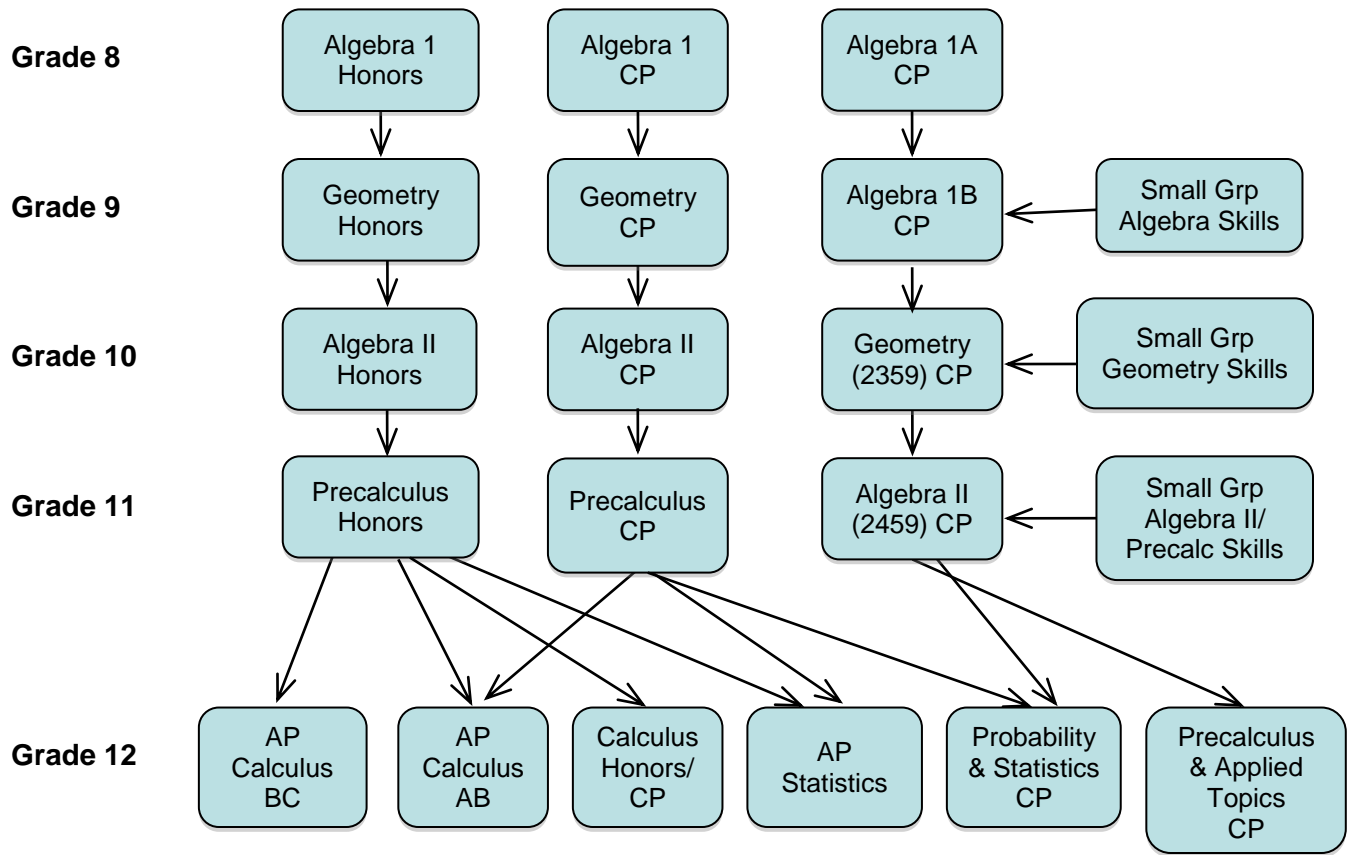 Grade 8
Algebra 1
Honors
Algebra 1
CP
Algebra 1A
CP
Grade 9
Geometry
Honors
Geometry
CP
Algebra 1B
CP
Small Grp
Algebra Skills
Grade 10
Algebra II
Honors
Algebra II
CP
Geometry
(2359) CP
Small Grp
Geometry Skills
Grade 11
Precalculus
Honors
Precalculus
CP
Algebra II
(2459) CP
Small Grp
Algebra II/
Precalc Skills
Grade 12
AP
Calculus
BC
AP
Calculus
AB
Calculus
Honors/
CP
AP
Statistics
Probability
& Statistics
CP
Precalculus
& Applied
Topics
CP